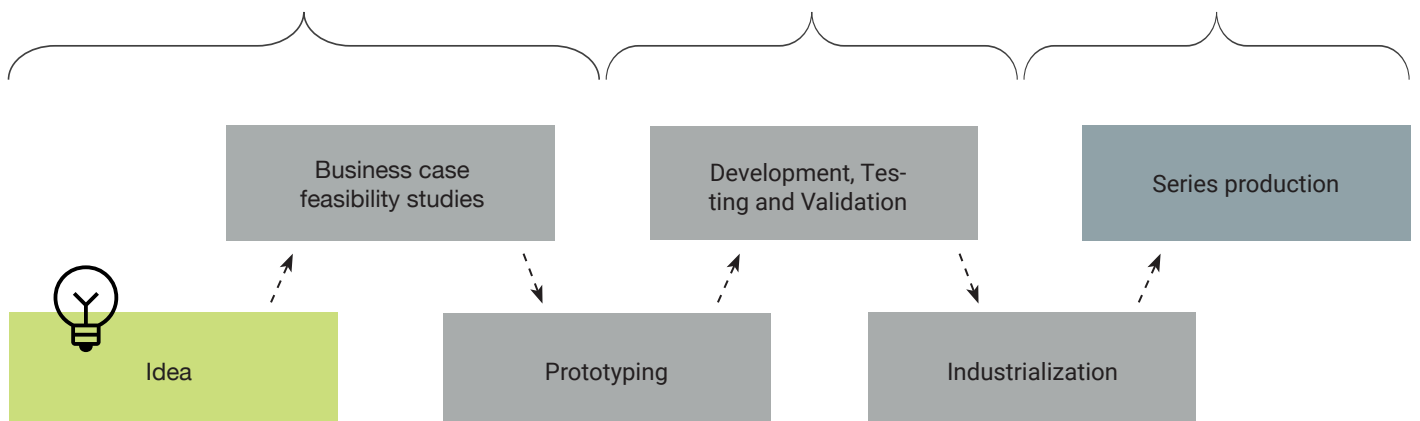 Business case
feasibility studies
Development, Tes-
ting and Validation
Series production
Idea
Prototyping
Industrialization